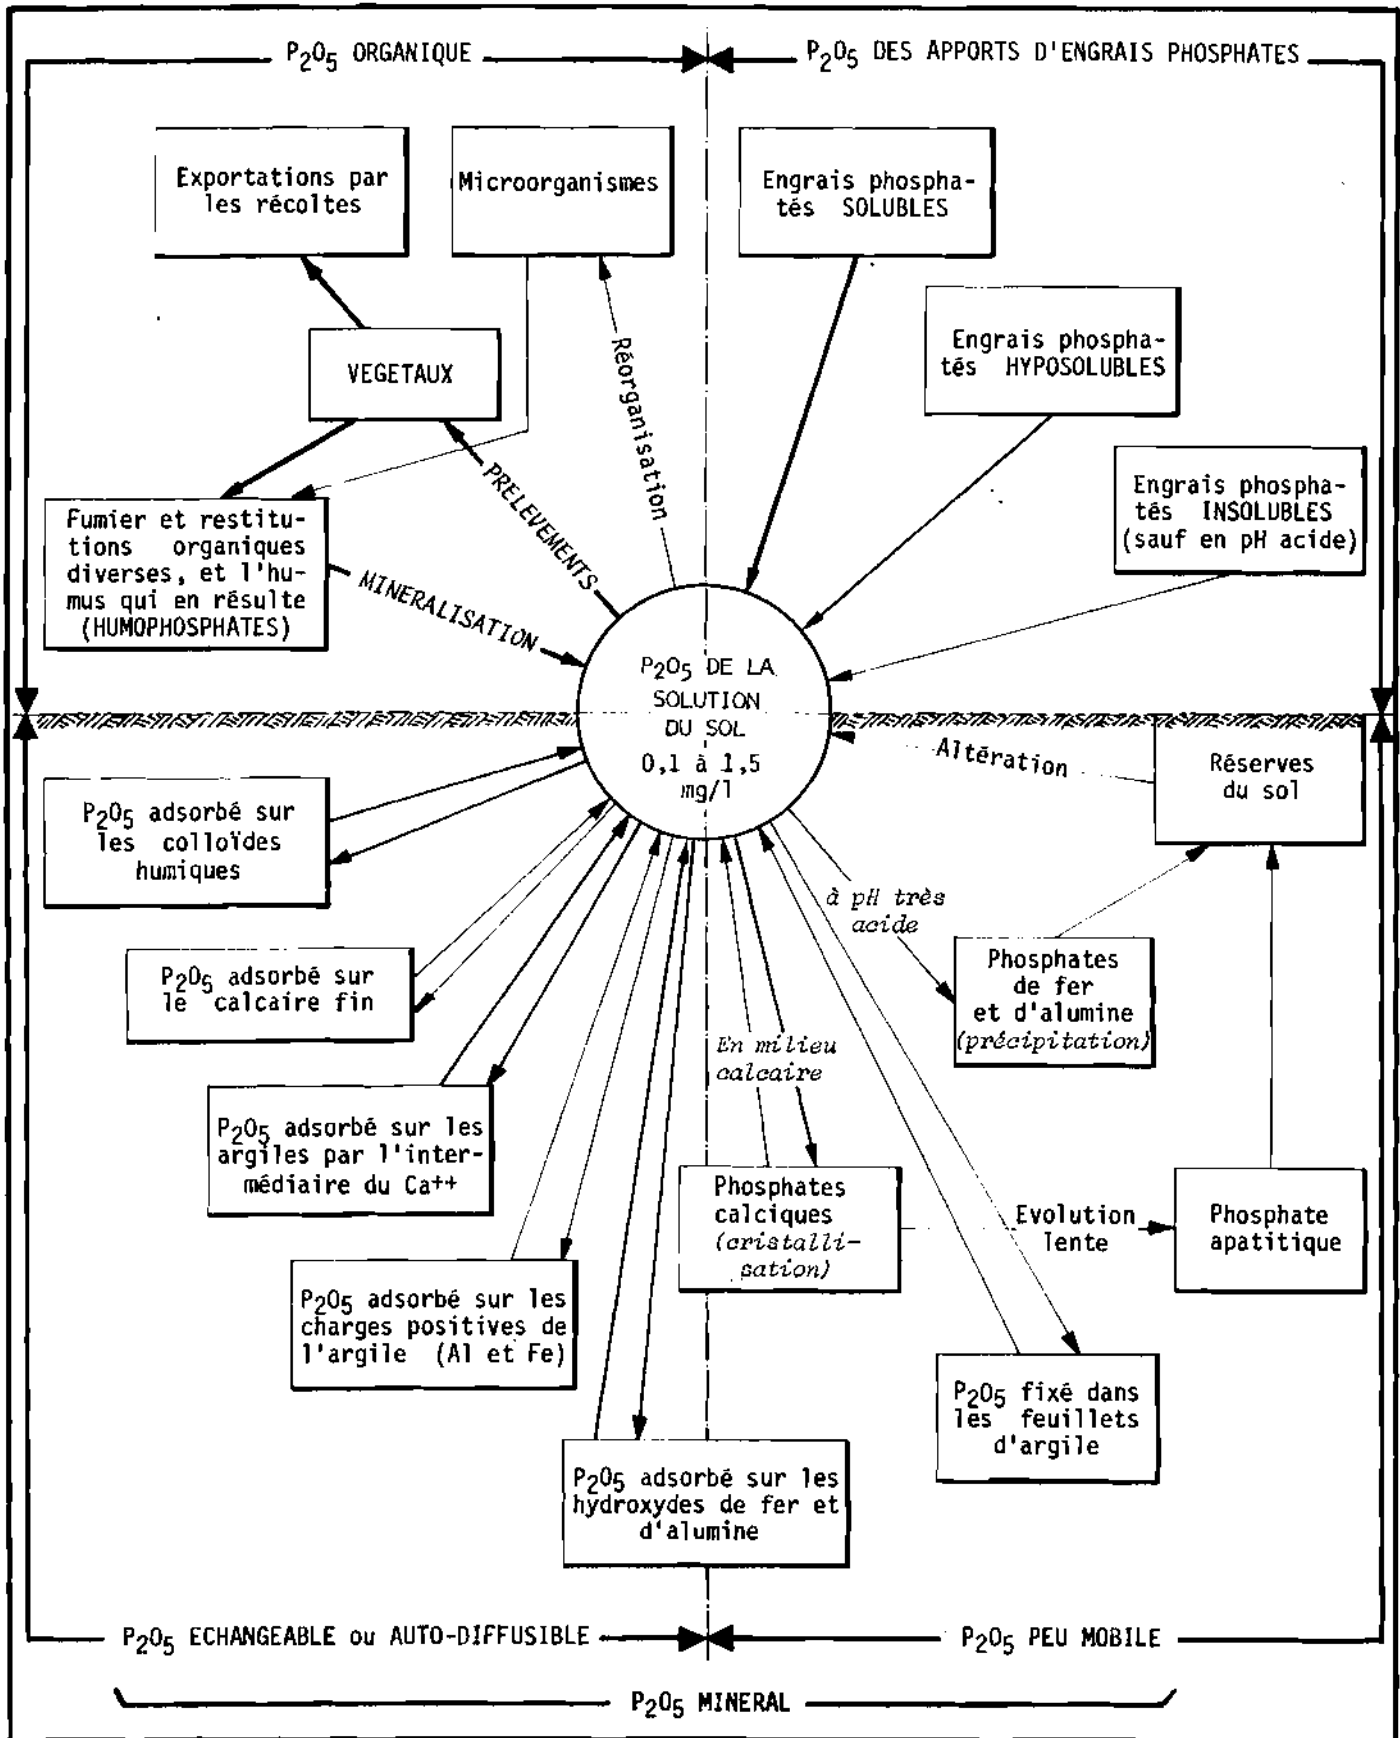 P2O5 ORGANIQUE
P2O5 DES APPORTS D'ENGRAIS PHOSPHATES
Exportations par
les récoltes
Microorganismes
Engrais phospha-
tés SOLUBLES
Engrais phospha-
tés HYPOSOLUBLES
VEGETAUX
Réorganisation
PRELEVEMENTS
Engrais phospha-
tés INSOLUBLES
(sauf en pH acide)
Fumier et restitu-
tions organiques
diverses, et l'hu-
mus qui en résulte
(HUMOPHOSPHATES)
MINERALISATION
P2O5 DE LA
SOLUTION
DU SOL
0,1 à 1,5
mg/l
Altération
Réserves
du sol
P2O5 adsorbé sur
les colloïdes
humiques
à pH très
acide
P2O5 adsorbé sur
le calcaire fin
Phosphates
de fer
et d'alumine
(précipitation)
En milieu
calcaire
P2O5 adsorbé sur les
argiles par l'inter-
médiaire du Ca++
Phosphates
calciques
(cristalli-
sation)
Evolution
lente
Phosphate
apatitique
P2O5 adsorbé sur les
charges positives de
l'argile (Al et Fe)
P2O5 fixé dans
les feuillets
d'argile
P2O5 adsorbé sur les
hydroxydes de fer et
d'alumine
P2O5 ECHANGEABLE ou AUTO-DIFFUSIBLE
P2O5 PEU MOBILE
P2O5 MINERAL